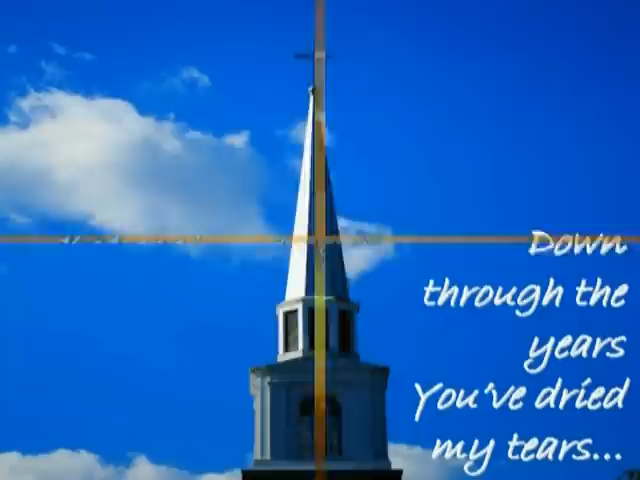 Down
through the
years
You've dried
my tears...